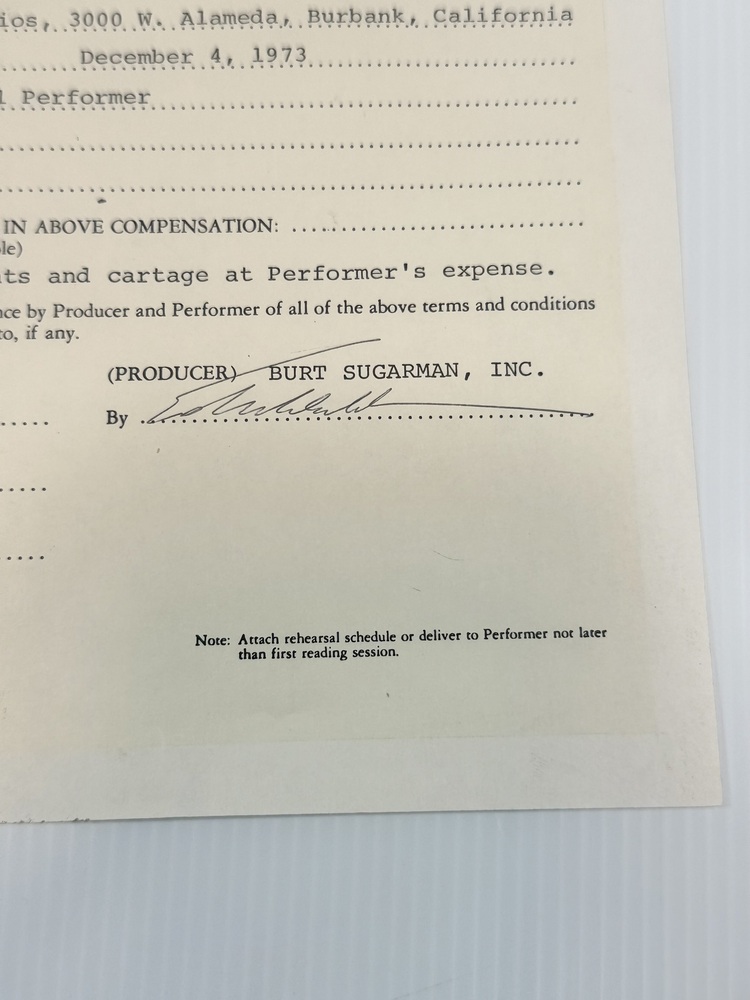 ios, 3000 W. Alameda, Burbank, California
December 4, 1973
l Performer
IN ABOVE COMPENSATION:
le)
ts and cartage at Performer's expense.
ce by Producer and Performer of all of the above terms and conditions
to, if any.
(PRODUCER) BURT SUGARMAN, INC.
By
Note: Attach rehearsal schedule or deliver to Performer not later
than first reading session.